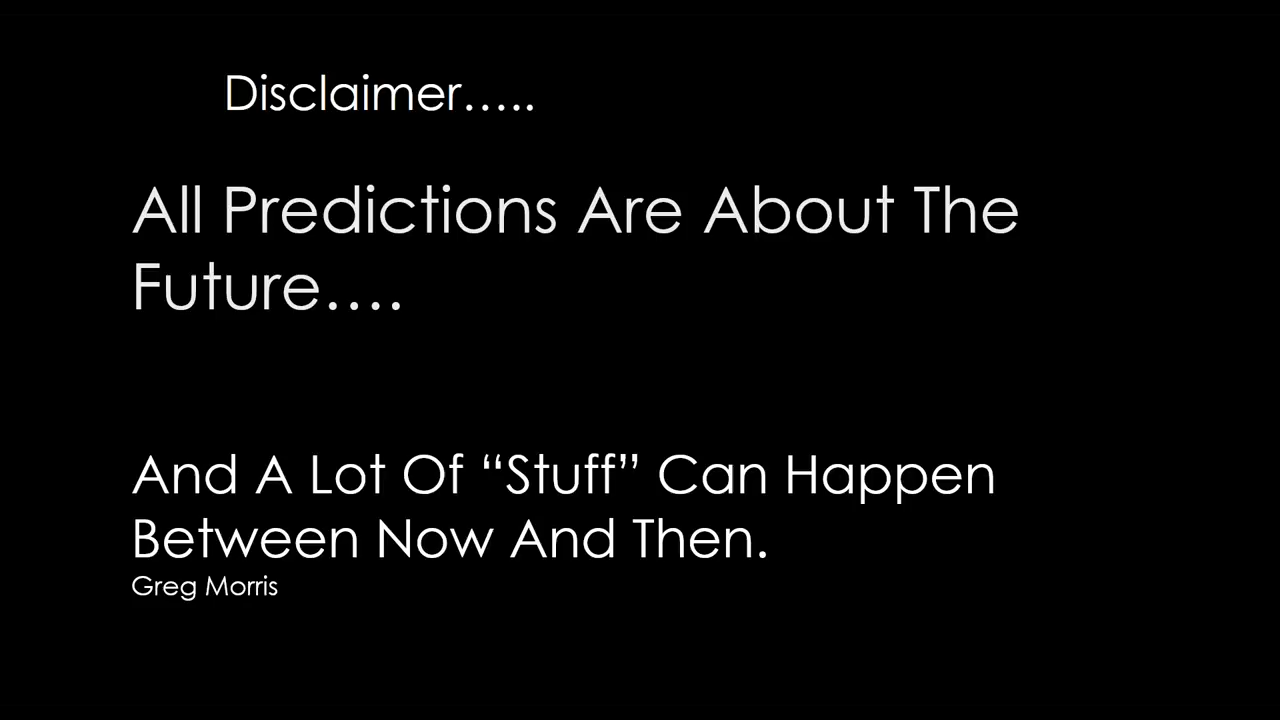 Disclaimer.....
All Predictions Are About The
Future....
And A Lot Of “Stuff” Can Happen
Between Now And Then.
Greg Morris